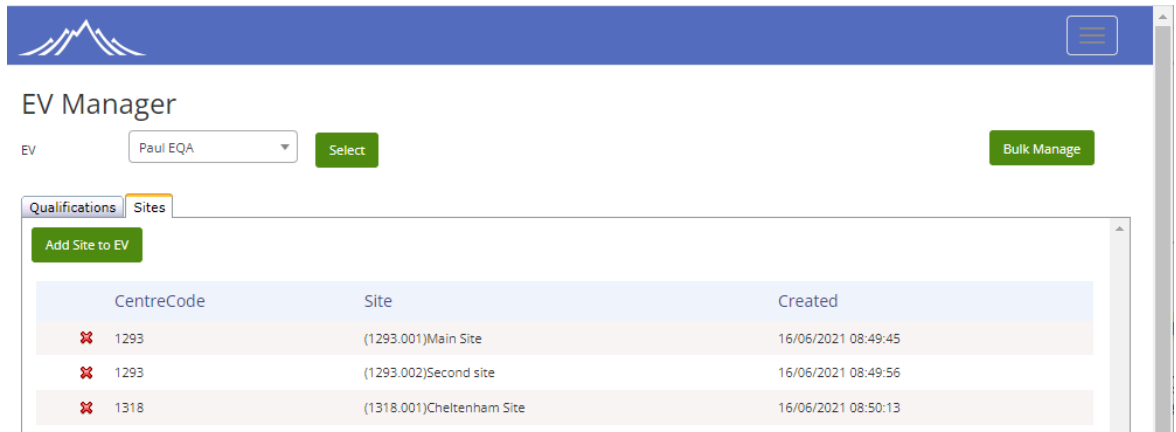 EV Manager
EV Paul EQA Select Bulk Manage
Qualifications Sites
Add Site to EV
CentreCode Site Created
1293 (1293.001)Main Site 16/06/2021 08:49:45
1293 (1293.002)Second site 16/06/2021 08:49:56
1318 (1318.001)Cheltenham Site 16/06/2021 08:50:13